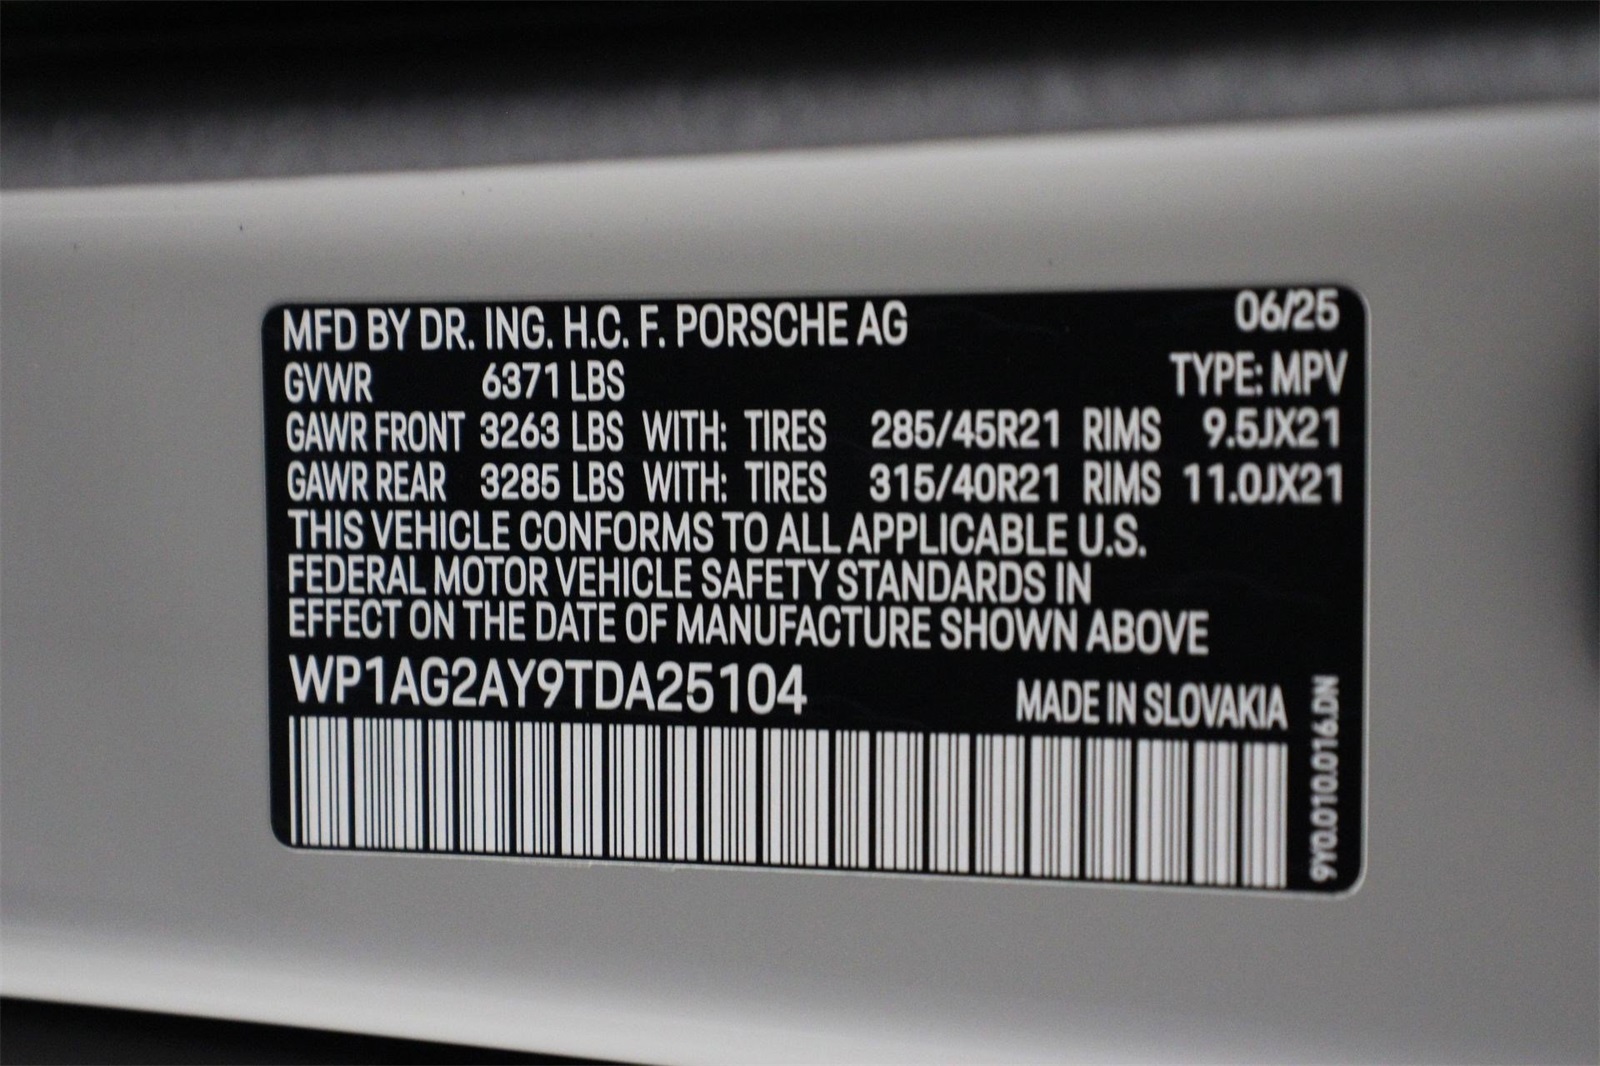 MFD BY DR. ING. H.C. F. PORSCHE AG 06/25
GVWR 6371 LBS TYPE: MPV
GAWR FRONT 3263 LBS WITH: TIRES 285/45R21 RIMS 9.5JX21
GAWR REAR 3285 LBS WITH: TIRES 315/40R21 RIMS 11.0JX21
THIS VEHICLE CONFORMS TO ALL APPLICABLE U.S.
FEDERAL MOTOR VEHICLE SAFETY STANDARDS IN
EFFECT ON THE DATE OF MANUFACTURE SHOWN ABOVE
WP1AG2AY9TDA25104 MADE IN SLOVAKIA
9Y0.010.016.DN